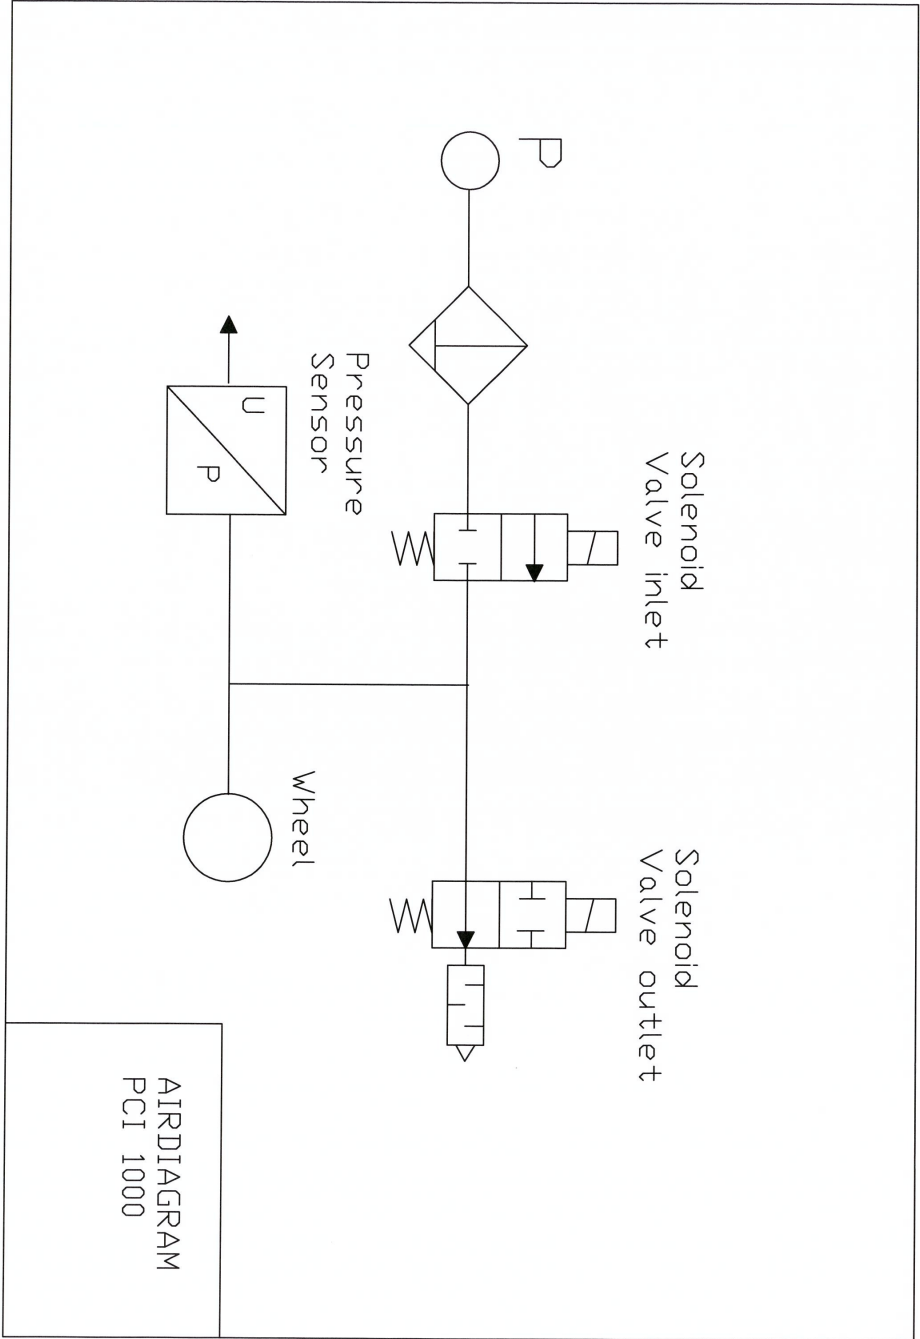 P
Solenoid
Valve inlet
Solenoid
Valve outlet
Pressure
Sensor
U
P
Wheel
AIRDIAGRAM
PCI 1000